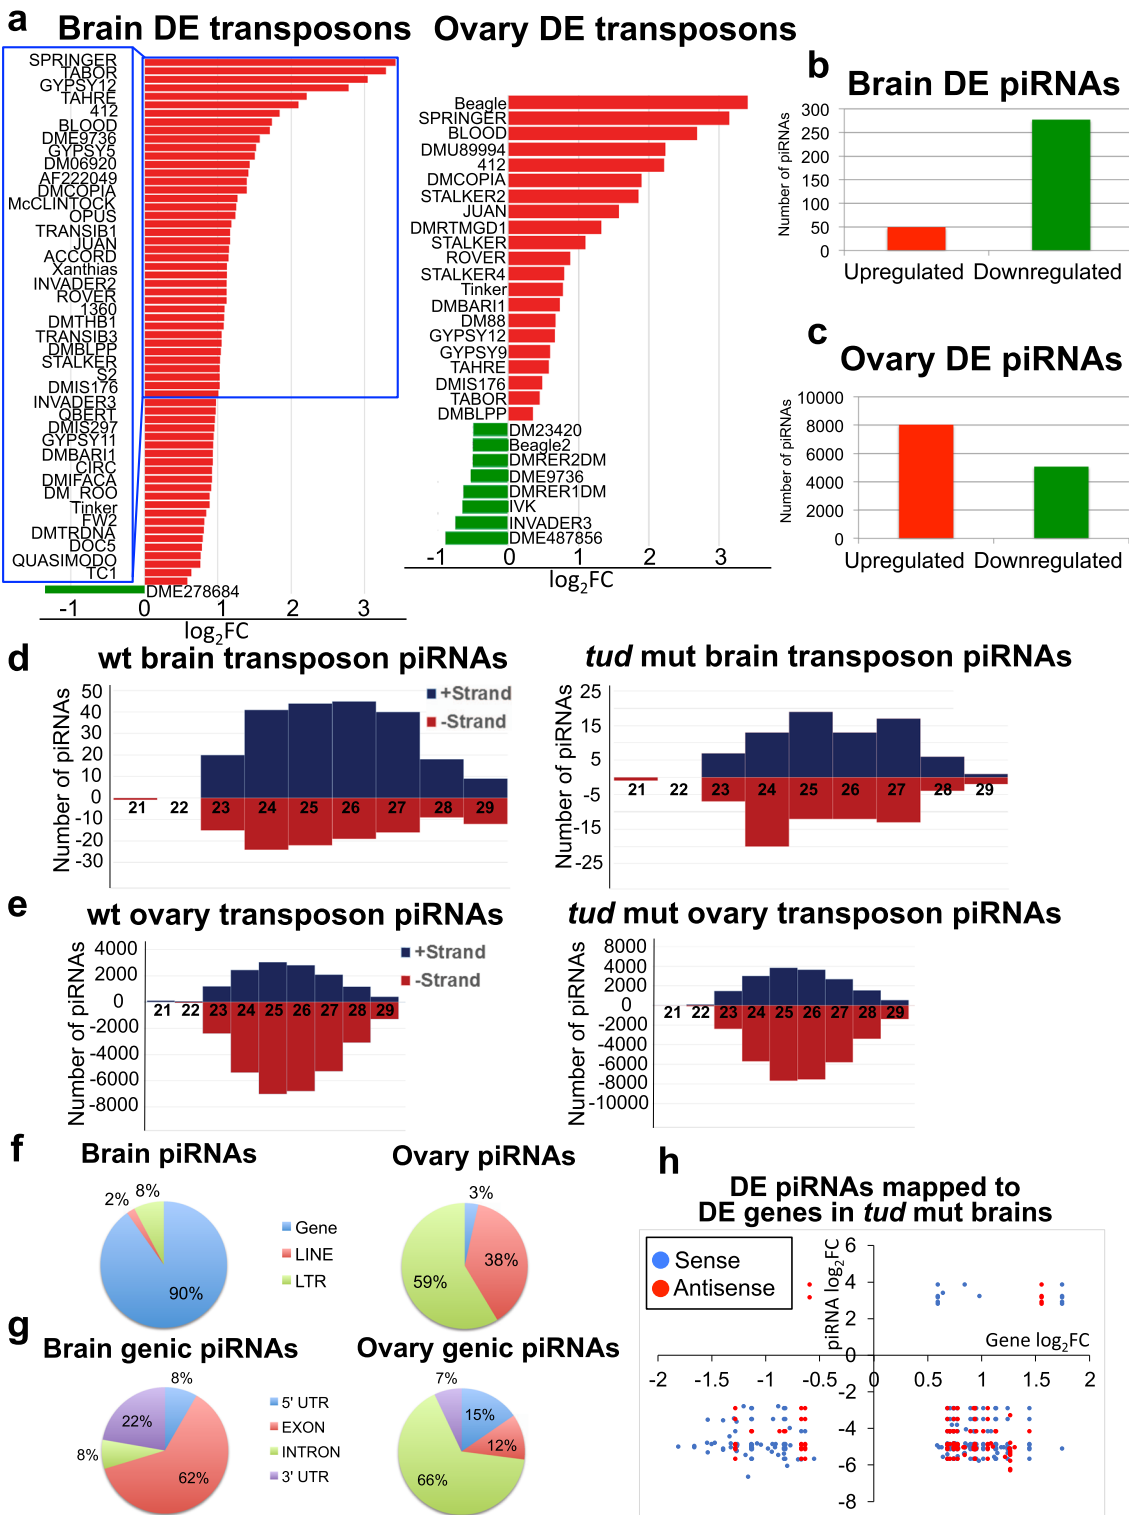 a
Brain DE transposons
SPRINGER
TABOR
GYPSY12
TAHRE
412
BLOOD
DME9736
GYPSY5
DM06920
AF222049
DMCOPIA
McCLINTOCK
OPUS
TRANSIB1
JUAN
ACCORD
Xanthias
INVADER2
ROVER
1360
DMTHB1
TRANSIB3
DMBLPP
STALKER
S2
DMIS176
INVADER3
QBERT
DMIS297
GYPSY11
DMBARI1
CIRC
DMIFACA
DM_ROO
Tinker
FW2
DMTRDNA
DOC5
QUASIMODO
TC1
DME278684
-1 0 1 2 3
log2FC
Ovary DE transposons
Beagle
SPRINGER
BLOOD
DMU89994
412
DMCOPIA
STALKER2
JUAN
DMRTMGD1
STALKER
ROVER
STALKER4
Tinker
DMBARI1
DM88
GYPSY12
GYPSY9
TAHRE
DMIS176
TABOR
DMBLPP
DM23420
Beagle2
DMRER2DM
DME9736
DMRER1DM
IVK
INVADER3
DME487856
-1 0 1 2 3
log2FC
b
Brain DE piRNAs
Number of piRNAs
300
250
200
150
100
50
0
Upregulated Downregulated
c
Ovary DE piRNAs
Number of piRNAs
10000
8000
6000
4000
2000
0
Upregulated Downregulated
d
wt brain transposon piRNAs
Number of piRNAs
50
40
30
20
10
0
-10
-20
-30
+Strand
-Strand
21 22 23 24 25 26 27 28 29
tud mut brain transposon piRNAs
Number of piRNAs
25
15
5
-5
-15
-25
21 22 23 24 25 26 27 28 29
e
wt ovary transposon piRNAs
Number of piRNAs
4000
2000
0
-2000
-4000
-6000
-8000
+Strand
-Strand
21 22 23 24 25 26 27 28 29
tud mut ovary transposon piRNAs
Number of piRNAs
8000
6000
4000
2000
0
-2000
-4000
-6000
-8000
-10000
21 22 23 24 25 26 27 28 29
f
Brain piRNAs
2% 8%
90%
Gene
LINE
LTR
Ovary piRNAs
3%
38%
59%
g
Brain genic piRNAs
8%
22%
8%
62%
5' UTR
EXON
INTRON
3' UTR
Ovary genic piRNAs
7%
15%
12%
66%
h
DE piRNAs mapped to
DE genes in tud mut brains
Sense
Antisense
piRNA log2FC
6
4
2
0
-2
-4
-6
-8
Gene log2FC
-2 -1.5 -1 -0.5 0 0.5 1 1.5 2